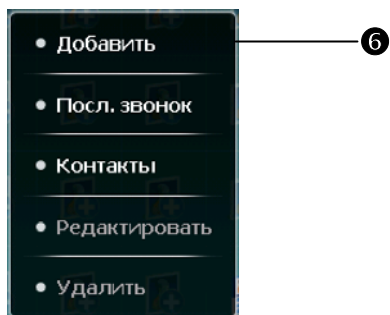 • Добавить 6
• Посл. звонок
• Контакты
• Редактировать
• Удалить